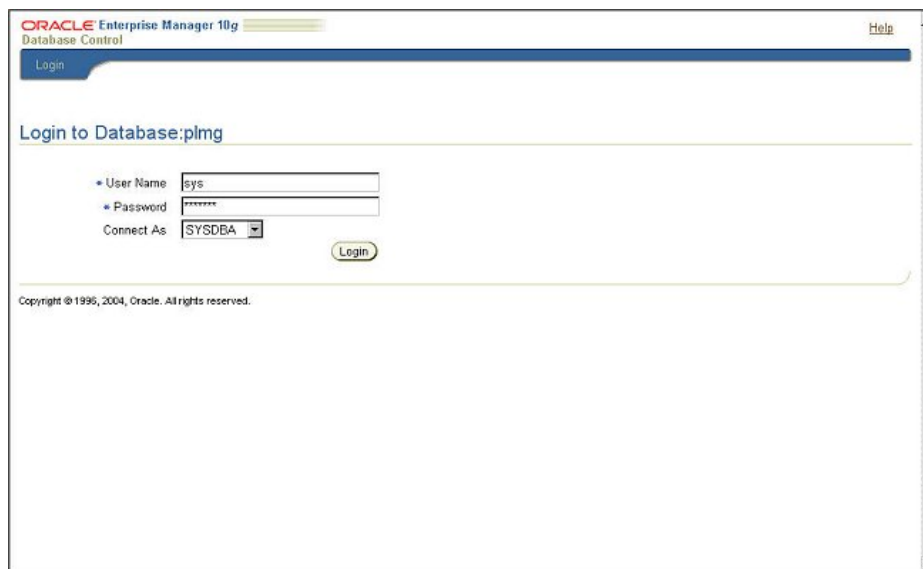 ORACLE Enterprise Manager 10g
Database Control
Help
Login
Login to Database:plmg
* User Name sys
* Password *******
Connect As SYSDBA
Login
Copyright © 1996, 2004, Oracle. All rights reserved.